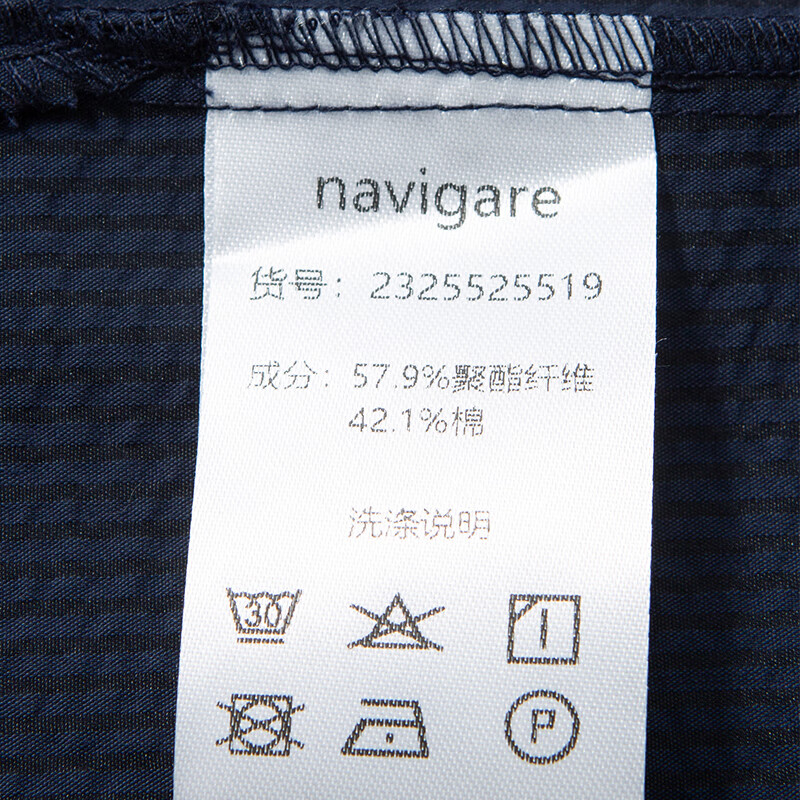 navigare
货号：2325525519
成分：57.9%聚酯纤维
42.1%棉
洗涤说明
30
P